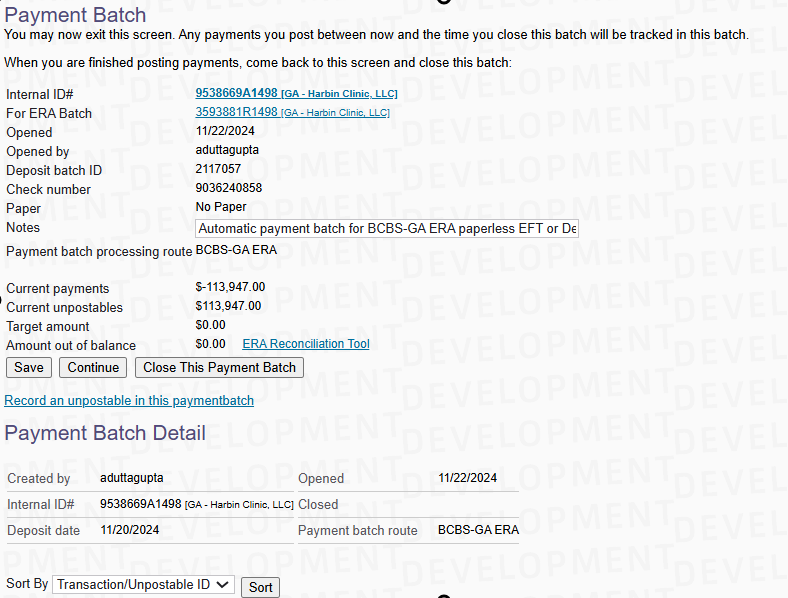 Payment Batch
You may now exit this screen. Any payments you post between now and the time you close this batch will be tracked in this batch.
When you are finished posting payments, come back to this screen and close this batch:
Internal ID# 9538669A1498 [GA - Harbin Clinic, LLC]
For ERA Batch 3593881R1498 [GA - Harbin Clinic, LLC]
Opened 11/22/2024
Opened by aduttagupta
Deposit batch ID 2117057
Check number 9036240858
Paper No Paper
Notes Automatic payment batch for BCBS-GA ERA paperless EFT or De
Payment batch processing route BCBS-GA ERA
Current payments $-113,947.00
Current unpostables $113,947.00
Target amount $0.00
Amount out of balance $0.00 ERA Reconciliation Tool
Save Continue Close This Payment Batch
Record an unpostable in this paymentbatch
Payment Batch Detail
Created by aduttagupta Opened 11/22/2024
Internal ID# 9538669A1498 [GA - Harbin Clinic, LLC] Closed
Deposit date 11/20/2024 Payment batch route BCBS-GA ERA
Sort By Transaction/Unpostable ID Sort
DEVELOPMENT